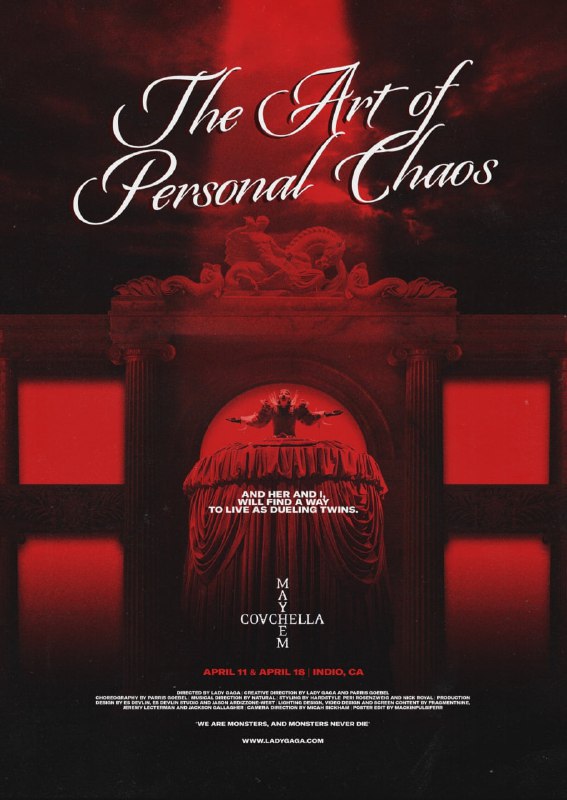 The Art of
Personal Chaos
AND HER AND I,
WILL FIND A WAY
TO LIVE AS DUELING TWINS.
MAYHEM
COVCHELLA
APRIL 11 & APRIL 18 | INDIO, CA
DIRECTED BY LADY GAGA | CREATIVE DIRECTION BY LADY GAGA AND PARRIS GOEBEL
CHOREOGRAPHY BY PARRIS GOEBEL | MUSICAL DIRECTION BY NATURAL | STYLING BY HARDSTYLE, PERI ROSENZWEIG AND NICK ROYAL | PRODUCTION
DESIGN BY ES DEVLIN, ES DEVLIN STUDIO AND JASON ARDIZZONE-WEST | LIGHTING DESIGN, VIDEO DESIGN AND SCREEN CONTENT BY FRAGMENTNINE,
JEREMY LECTERMAN AND JACKSON GALLAGHER | CAMERA DIRECTION BY MICAH BICKHAM | POSTER EDIT BY MAGKINPULSIFERR
'WE ARE MONSTERS, AND MONSTERS NEVER DIE'
WWW.LADYGAGA.COM